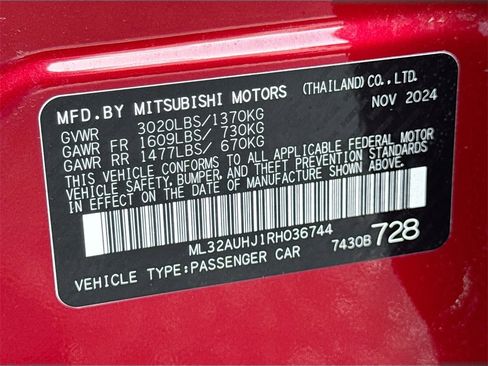 MFD.BY MITSUBISHI MOTORS (THAILAND) CO.,LTD.
NOV 2024
GVWR 3020LBS/1370KG
GAWR FR 1609LBS/ 730KG
GAWR RR 1477LBS/ 670KG
THIS VEHICLE CONFORMS TO ALL APPLICABLE FEDERAL MOTOR
VEHICLE SAFETY, BUMPER, AND THEFT PREVENTION STANDARDS
IN EFFECT ON THE DATE OF MANUFACTURE SHOWN ABOVE.
ML32AUHJ1RH036744
7430B 728
VEHICLE TYPE:PASSENGER CAR